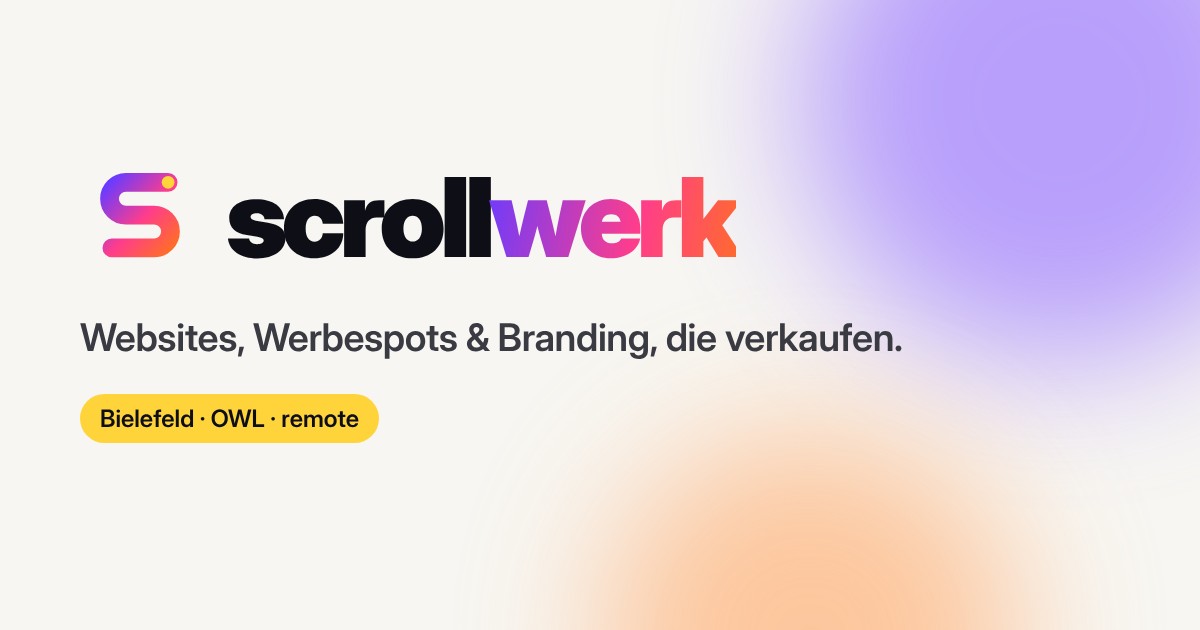 scrollwerk
Websites, Werbespots & Branding, die verkaufen.
Bielefeld · OWL · remote